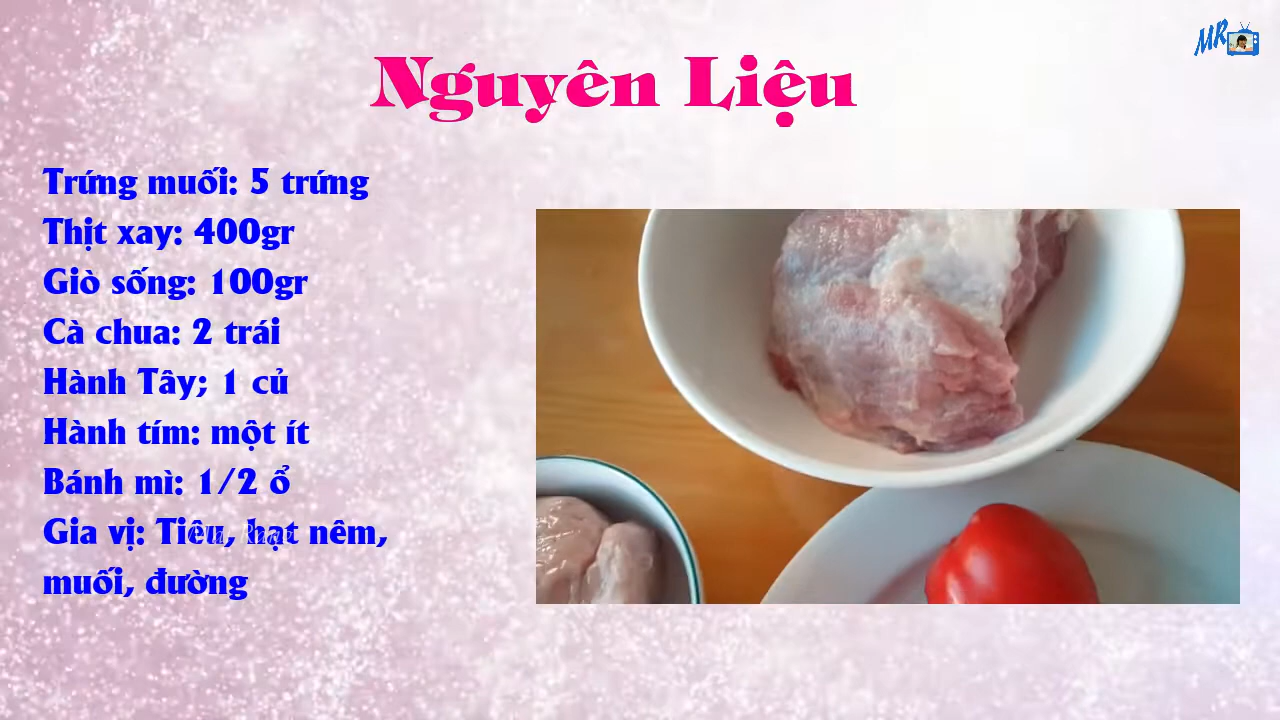 MR
Nguyên Liệu
Trứng muối: 5 trứng
Thịt xay: 400gr
Giò sống: 100gr
Cà chua: 2 trái
Hành Tây; 1 củ
Hành tím: một ít
Bánh mì: 1/2 ổ
Gia vị: Tiêu, hạt nêm,
muối, đường